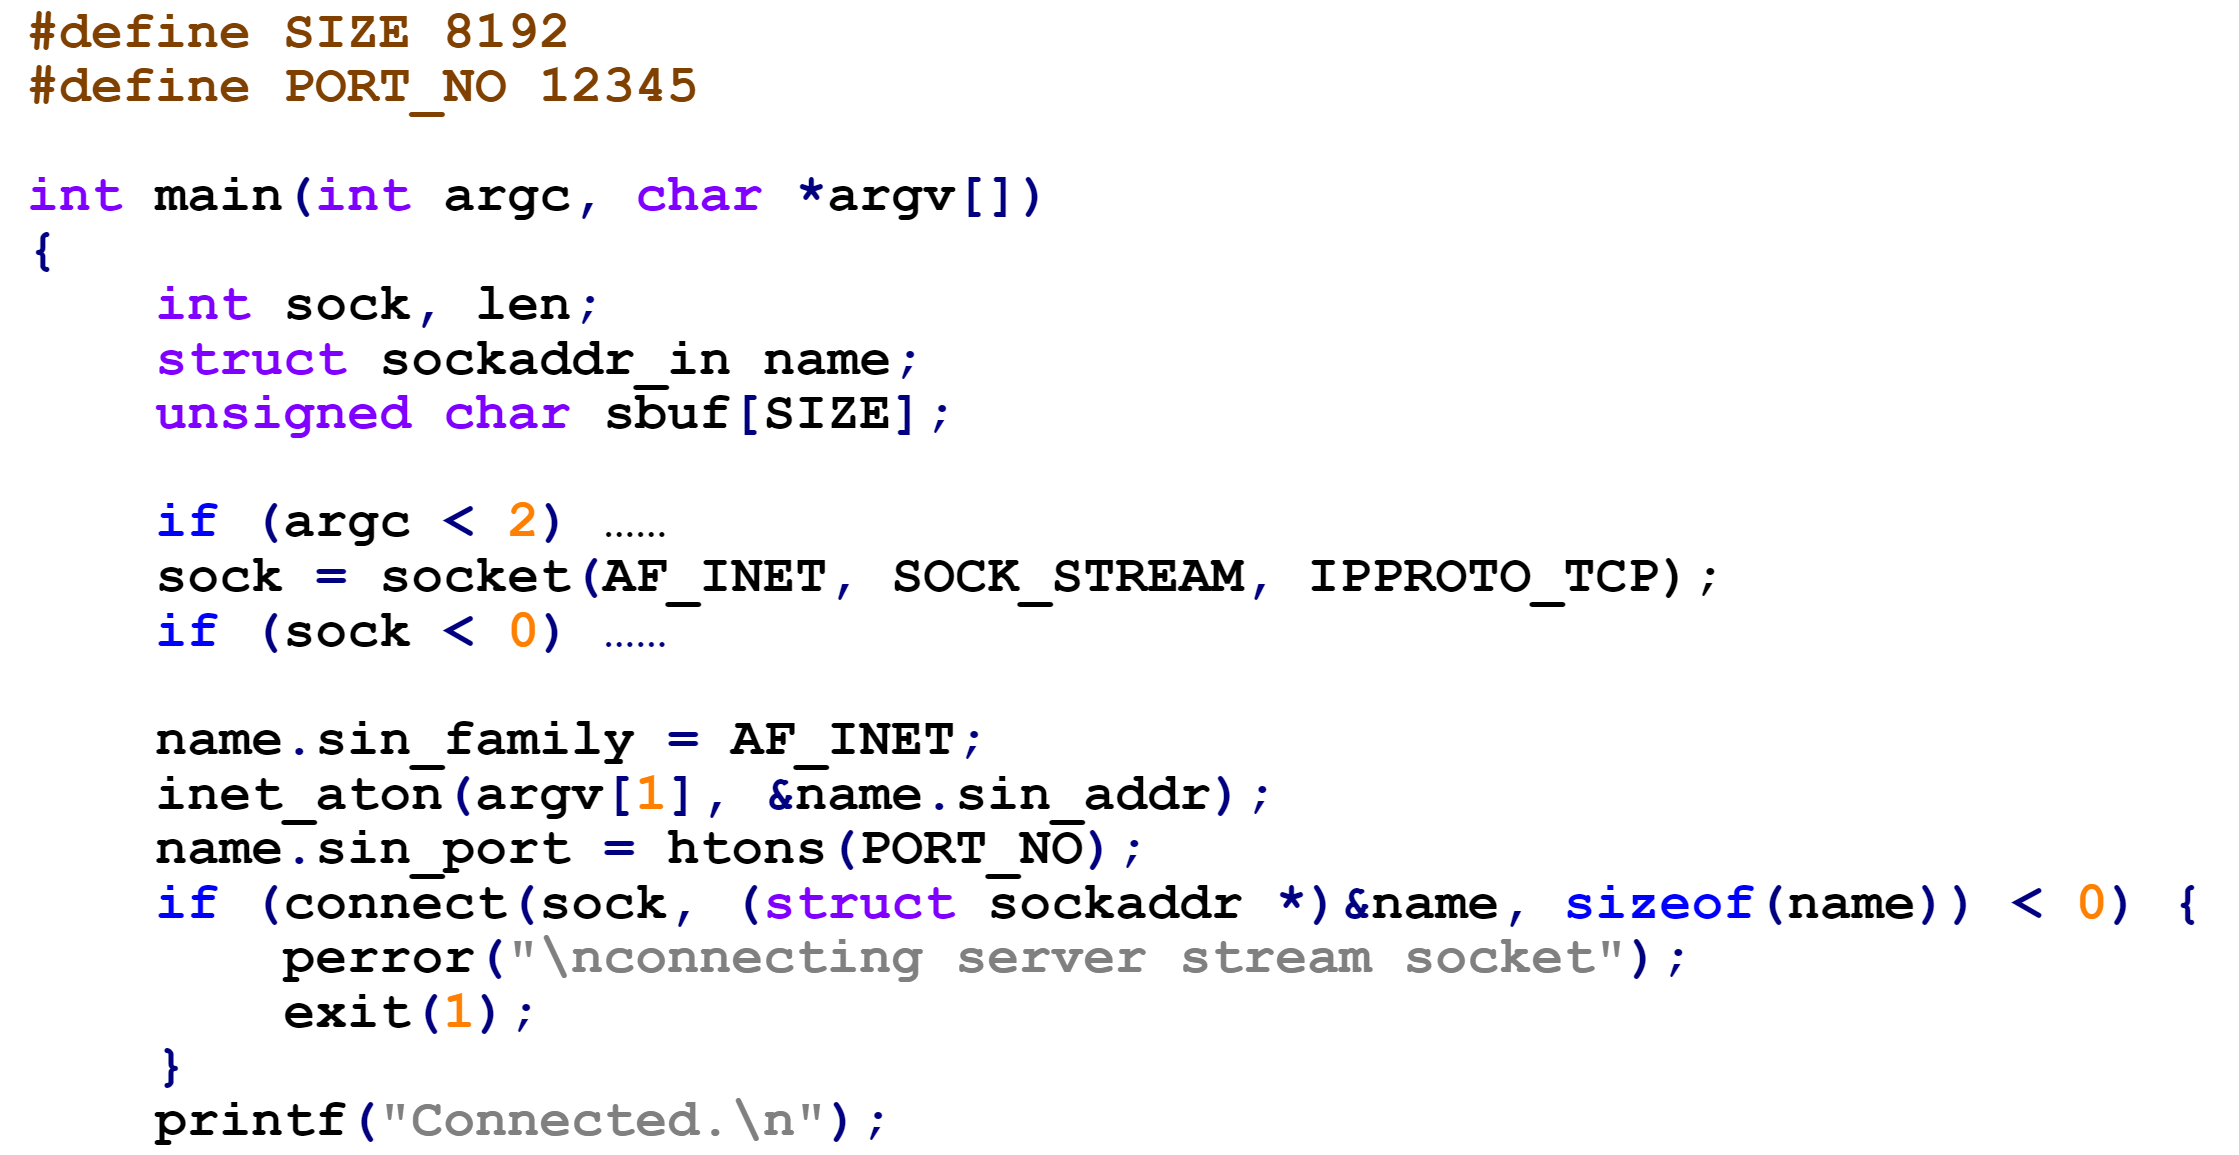 #define SIZE 8192
#define PORT_NO 12345
int main(int argc, char *argv[])
{
    int sock, len;
    struct sockaddr_in name;
    unsigned char sbuf[SIZE];
    if (argc < 2) ……
    sock = socket(AF_INET, SOCK_STREAM, IPPROTO_TCP);
    if (sock < 0) ……
    name.sin_family = AF_INET;
    inet_aton(argv[1], &name.sin_addr);
    name.sin_port = htons(PORT_NO);
    if (connect(sock, (struct sockaddr *)&name, sizeof(name)) < 0) {
        perror("\nconnecting server stream socket");
        exit(1);
    }
    printf("Connected.\n");